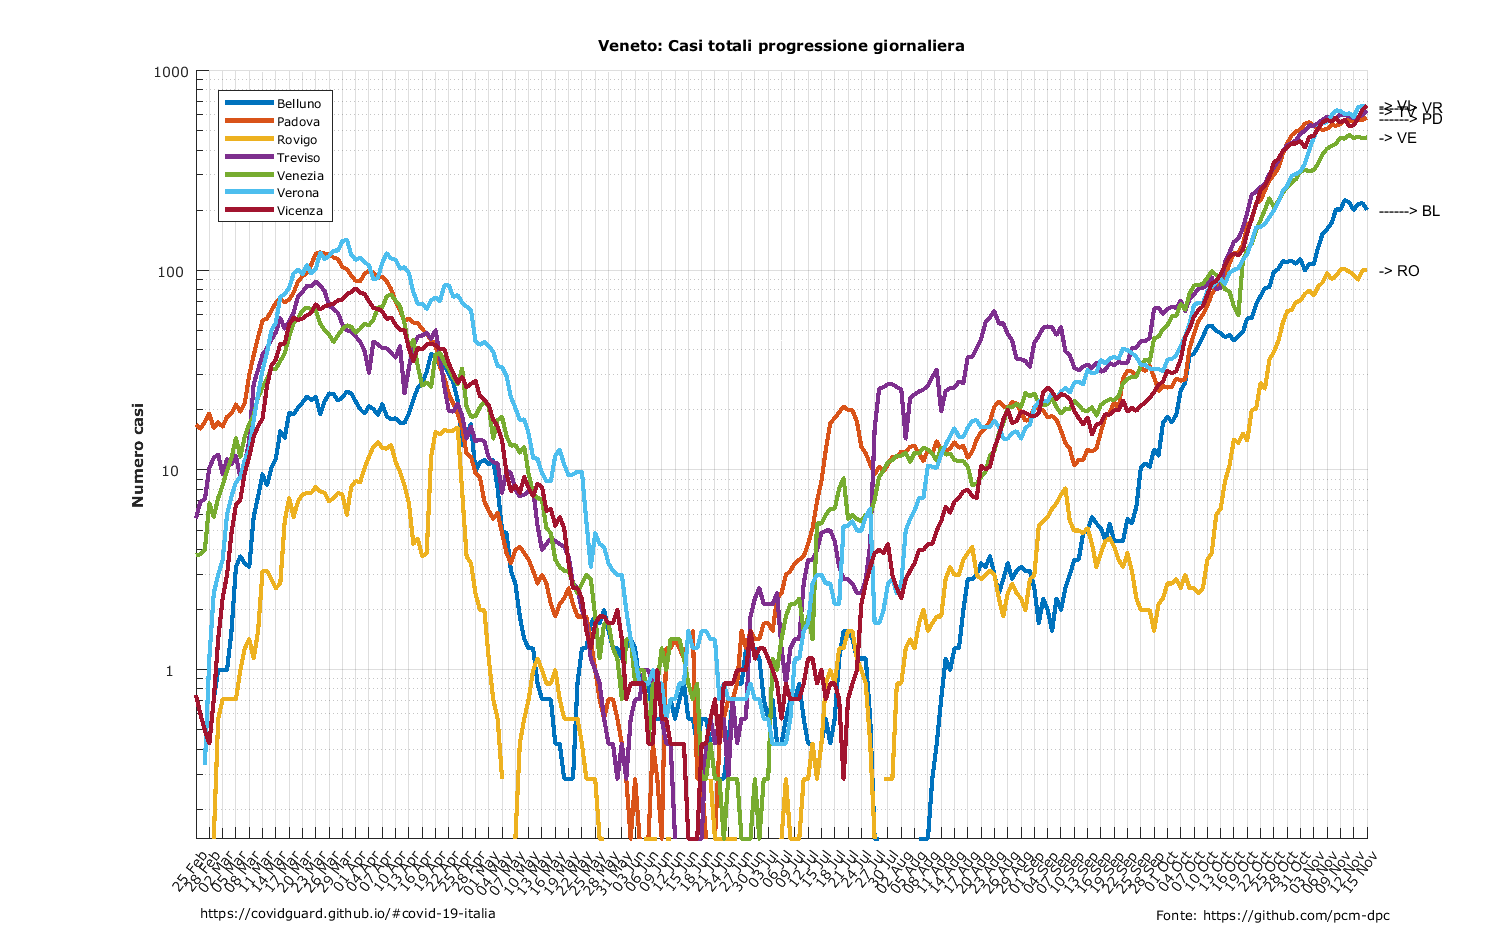 Veneto: Casi totali progressione giornaliera
Numero casi
1000
100
10
1
Belluno
Padova
Rovigo
Treviso
Venezia
Verona
Vicenza
-> VI
------> VR
-> TV
------> PD
-> VE
------> BL
-> RO
25 Feb
28 Feb
02 Mar
05 Mar
08 Mar
11 Mar
14 Mar
17 Mar
20 Mar
23 Mar
26 Mar
29 Mar
01 Apr
04 Apr
07 Apr
10 Apr
13 Apr
16 Apr
19 Apr
22 Apr
25 Apr
28 Apr
01 May
04 May
07 May
10 May
13 May
16 May
19 May
22 May
25 May
28 May
31 May
03 Jun
06 Jun
09 Jun
12 Jun
15 Jun
18 Jun
21 Jun
24 Jun
27 Jun
30 Jun
03 Jul
06 Jul
09 Jul
12 Jul
15 Jul
18 Jul
21 Jul
24 Jul
27 Jul
30 Jul
02 Aug
05 Aug
08 Aug
11 Aug
14 Aug
17 Aug
20 Aug
23 Aug
26 Aug
29 Aug
01 Sep
04 Sep
07 Sep
10 Sep
13 Sep
16 Sep
19 Sep
22 Sep
25 Sep
28 Sep
01 Oct
04 Oct
07 Oct
10 Oct
13 Oct
16 Oct
19 Oct
22 Oct
25 Oct
28 Oct
31 Oct
03 Nov
06 Nov
09 Nov
12 Nov
15 Nov
https://covidguard.github.io/#covid-19-italia
Fonte: https://github.com/pcm-dpc